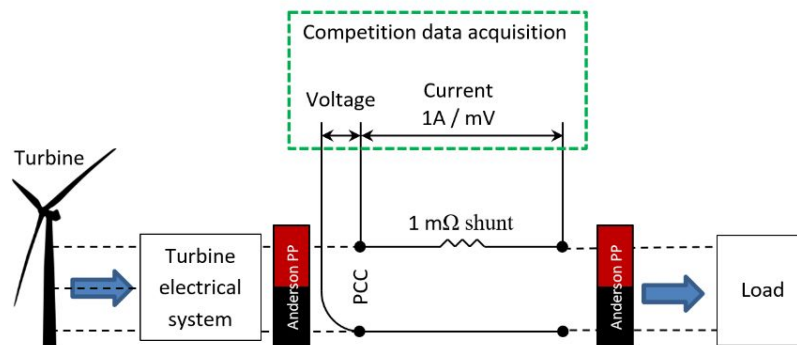 Competition data acquisition
Voltage
Current
1A / mV
Turbine
1 mΩ shunt
Turbine
electrical
system
Anderson PP
PCC
Anderson PP
Load